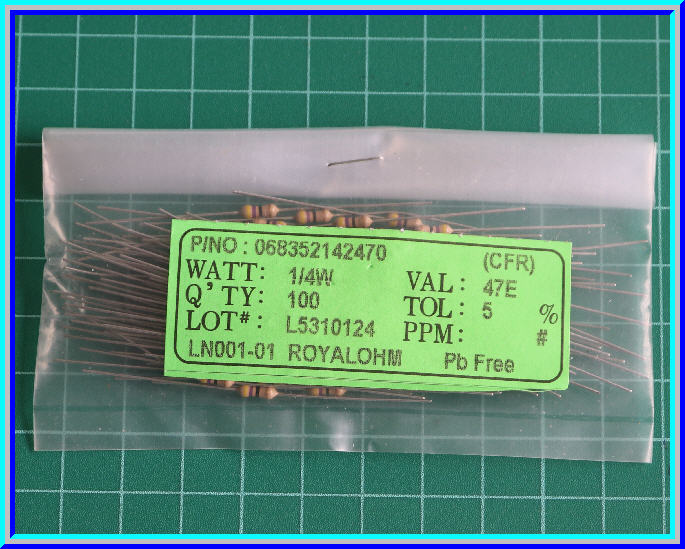 P/NO : 068352142470
(CFR)
WATT: 1/4W
VAL : 47E
Q'TY: 100
TOL : 5 %
LOT# : L5310124
PPM: #
LN001-01 ROYALOHM Pb Free